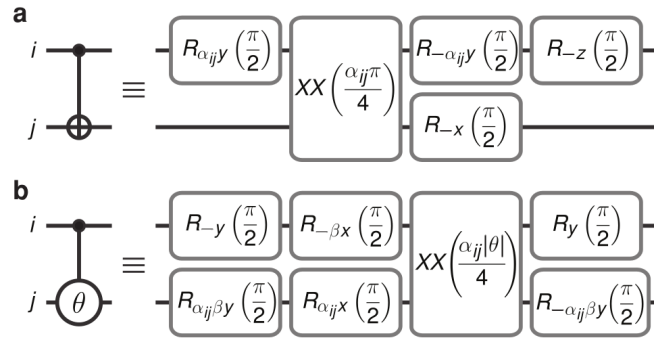 a
i R_{α_{ij}y} (π/2) XX (α_{ij}π/4) R_{−α_{ij}y} (π/2) R_{−z} (π/2)
≡
j R_{−x} (π/2)
b
i R_{−y} (π/2) R_{−βx} (π/2) XX (α_{ij}|θ|/4) R_{y} (π/2)
≡
j θ R_{α_{ij}βy} (π/2) R_{α_{ij}x} (π/2) R_{−α_{ij}βy} (π/2)